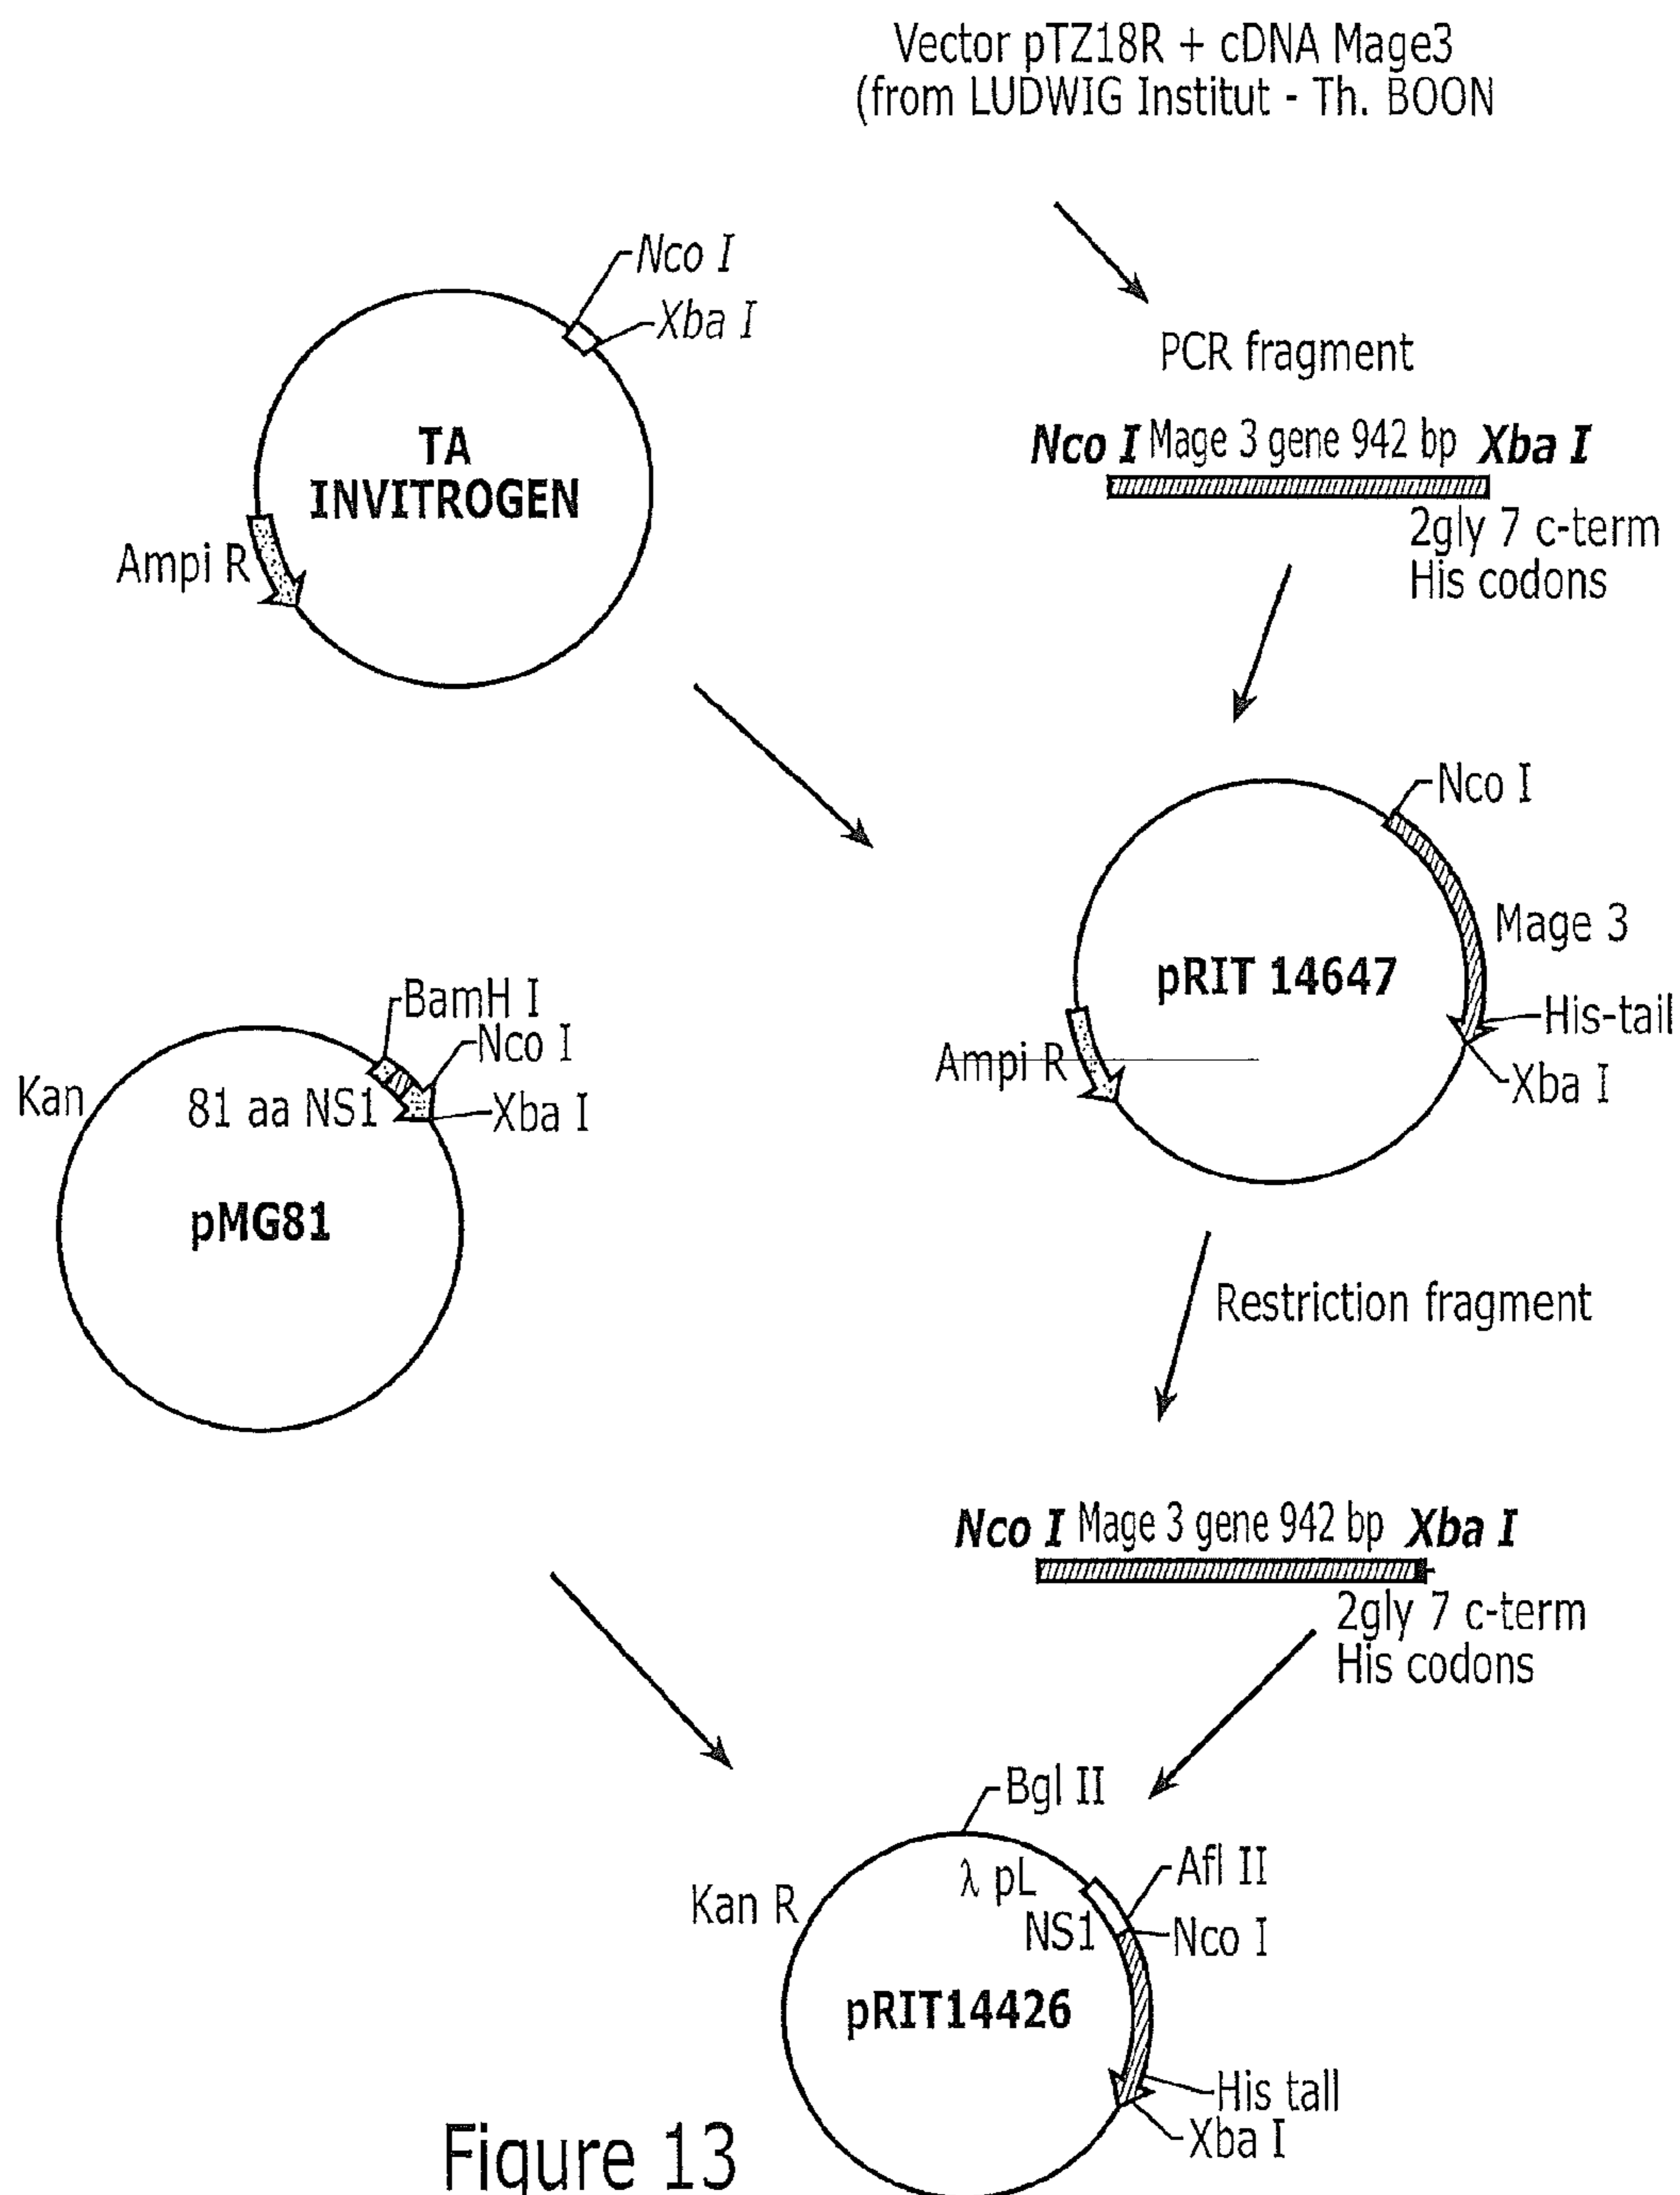 Vector pTZ18R + cDNA Mage3
(from LUDWIG Institut - Th. BOON
Nco I
Xba I
TA
INVITROGEN
Ampi R
PCR fragment
Nco I Mage 3 gene 942 bp Xba I
2gly 7 c-term
His codons
Nco I
Mage 3
pRIT 14647
His-tail
Ampi R
Xba I
BamH I
Nco I
Kan
81 aa NS1
Xba I
pMG81
Restriction fragment
Nco I Mage 3 gene 942 bp Xba I
2gly 7 c-term
His codons
Bgl II
λ pL
Afl II
Kan R
NS1
Nco I
pRIT14426
His tall
Xba I
Figure 13